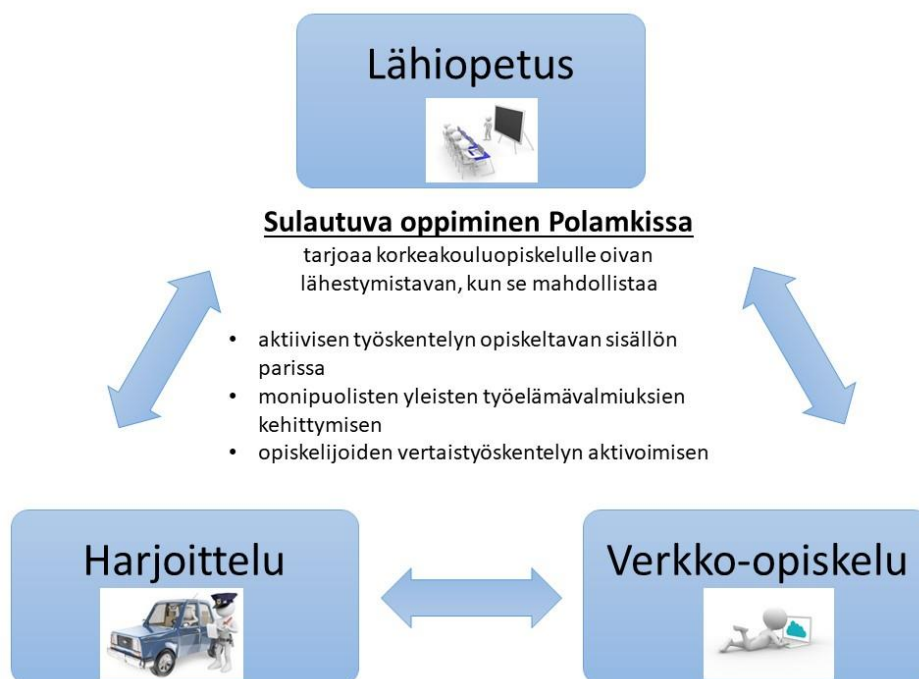 Lähiopetus
Sulautuva oppiminen Polamkissa
tarjoaa korkeakouluopiskelulle oivan
lähestymistavan, kun se mahdollistaa
• aktiivisen työskentelyn opiskeltavan sisällön
parissa
• monipuolisten yleisten työelämävalmiuksien
kehittymisen
• opiskelijoiden vertaistyöskentelyn aktivoimisen
Harjoittelu
Verkko-opiskelu